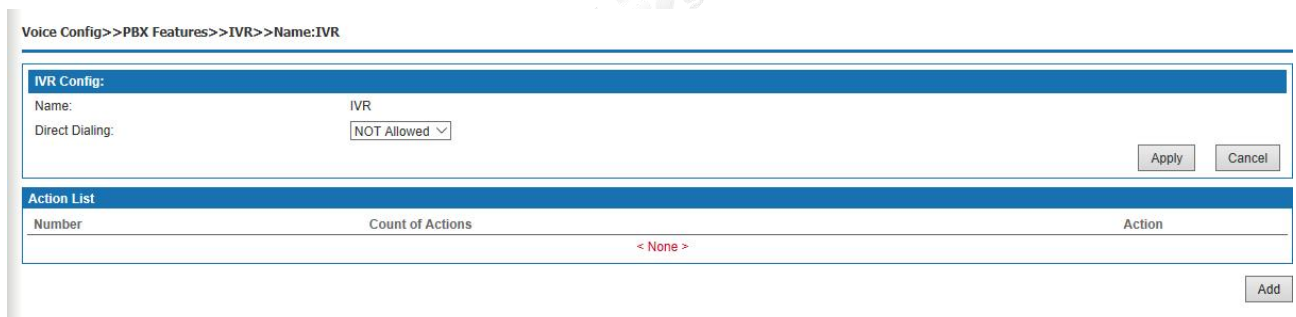 Voice Config>>PBX Features>>IVR>>Name:IVR
IVR Config:
Name: IVR
Direct Dialing: NOT Allowed
Apply Cancel
Action List
Number Count of Actions Action
< None >
Add